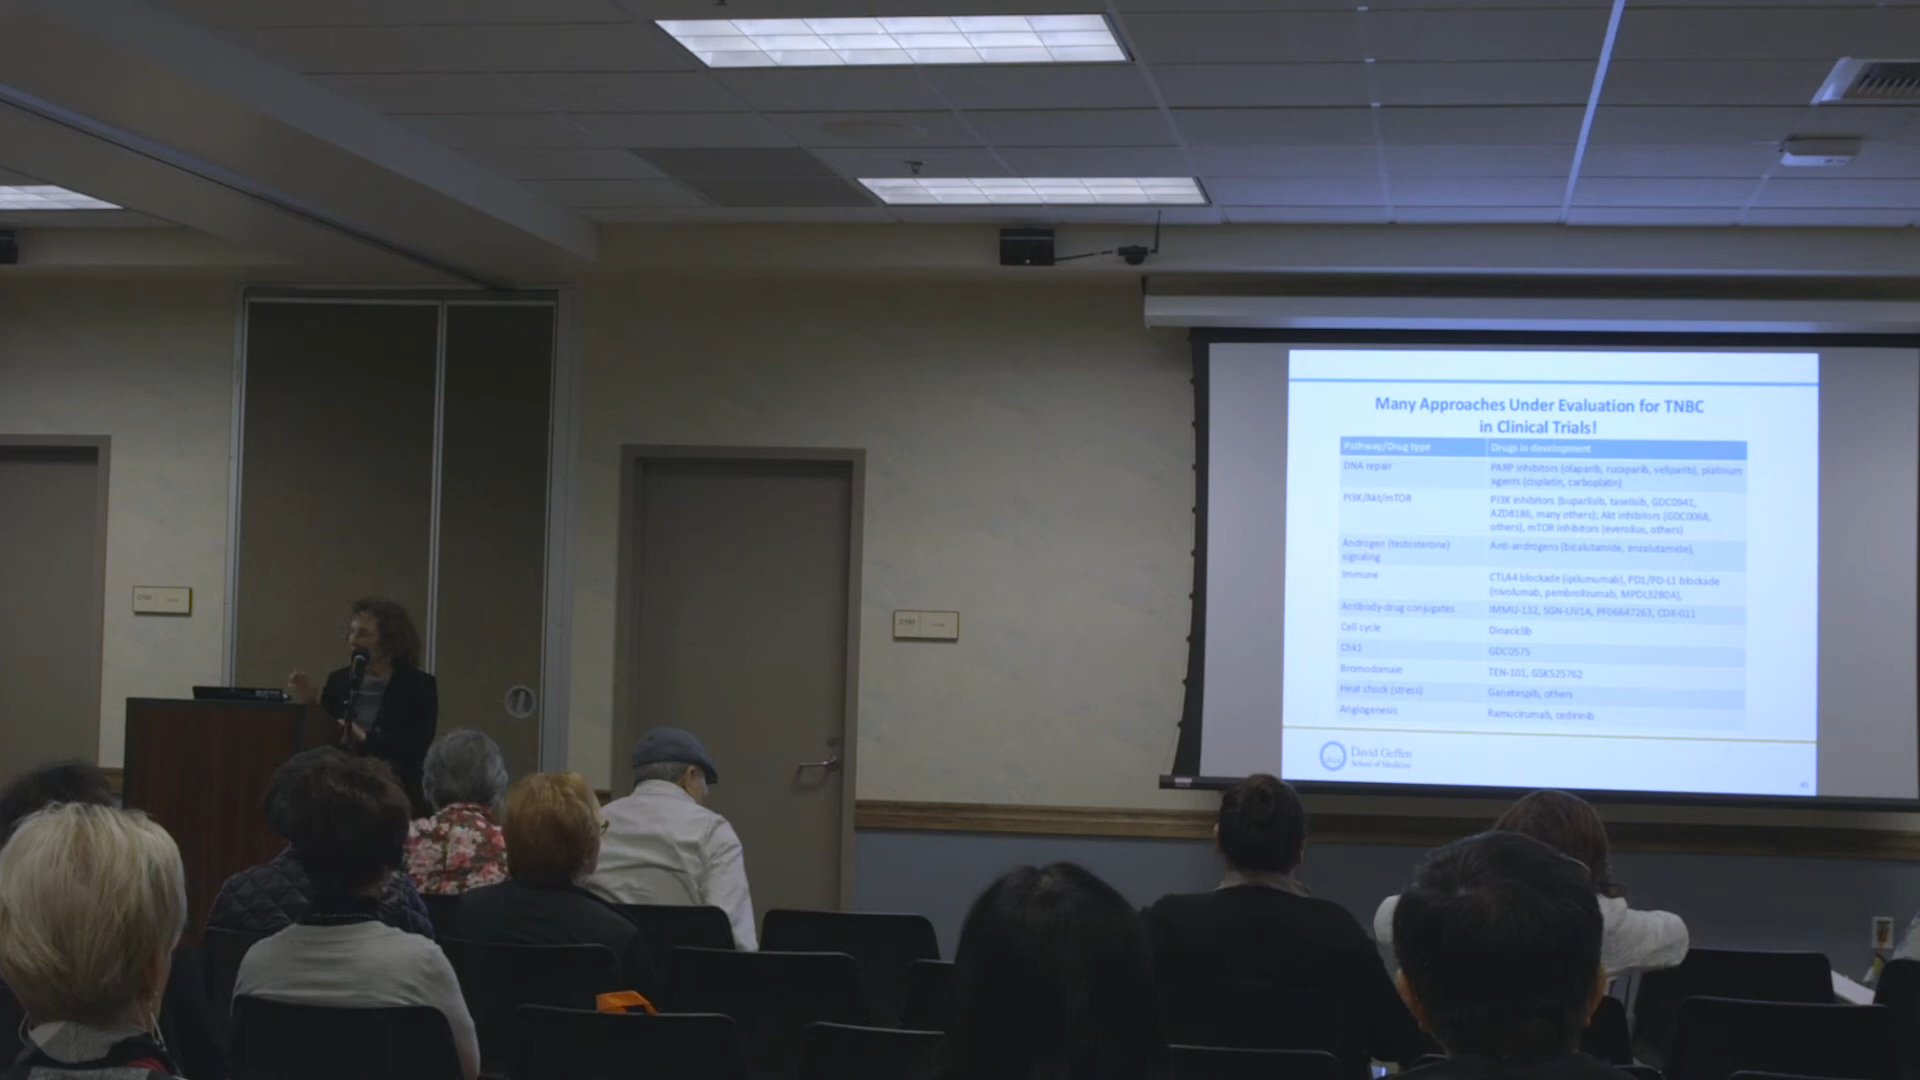 Many Approaches Under Evaluation for TNBC
in Clinical Trials!
Pathway/Drug type Drugs in development
DNA repair PARP inhibitors (olaparib, rucaparib, veliparib), platinum
agents (cisplatin, carboplatin)
PI3K/Akt/mTOR PI3K inhibitors (buparlisib, taselisib, GDC0941,
AZD8186, many others); Akt inhibitors (GDC0068,
others), mTOR inhibitors (everolius, others)
Androgen (testosterone) Anti-androgens (bicalutamide, enzalutamide),
signaling
Immune CTLA4 blockade (ipilumumab), PD1/PD-L1 blockade
(nivolumab, pembrolizumab, MPDL3280A),
Antibody-drug conjugates IMMU-132, SGN-LIV1A, PF06647263, CDX-011
Cell cycle Dinaciclib
Chk1 GDC0575
Bromodomain TEN-101, GSK525762
Heat shock (stress) Ganetespib, others
Angiogenesis Ramucirumab, cedirinib
David Geffen
School of Medicine